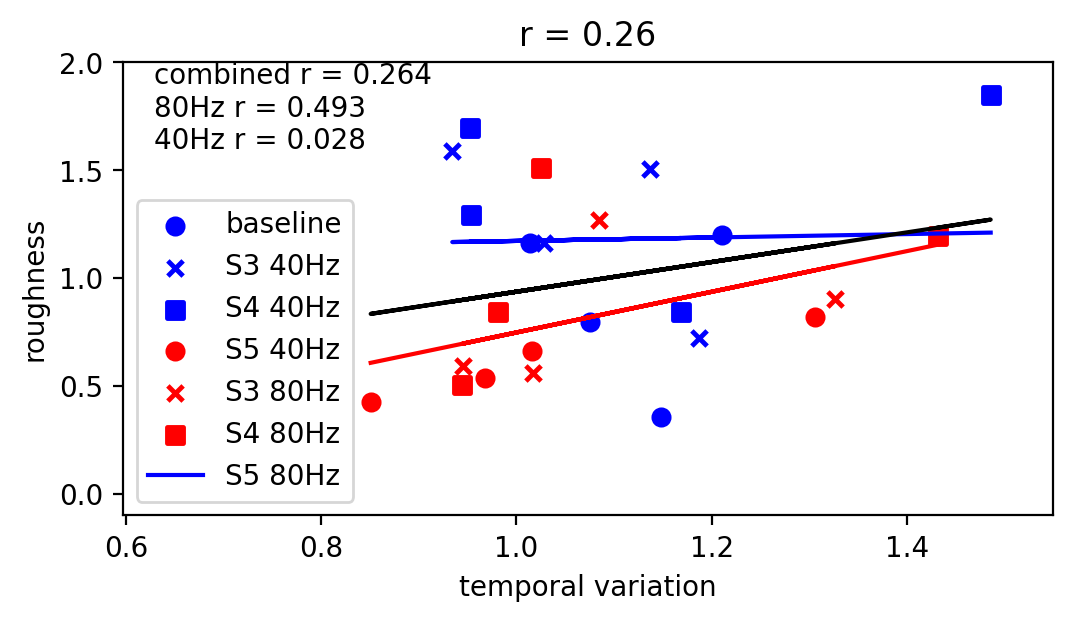 r = 0.26
combined r = 0.264
80Hz r = 0.493
40Hz r = 0.028
baseline
S3 40Hz
S4 40Hz
S5 40Hz
S3 80Hz
S4 80Hz
S5 80Hz
roughness
2.0
1.5
1.0
0.5
0.0
0.6 0.8 1.0 1.2 1.4
temporal variation